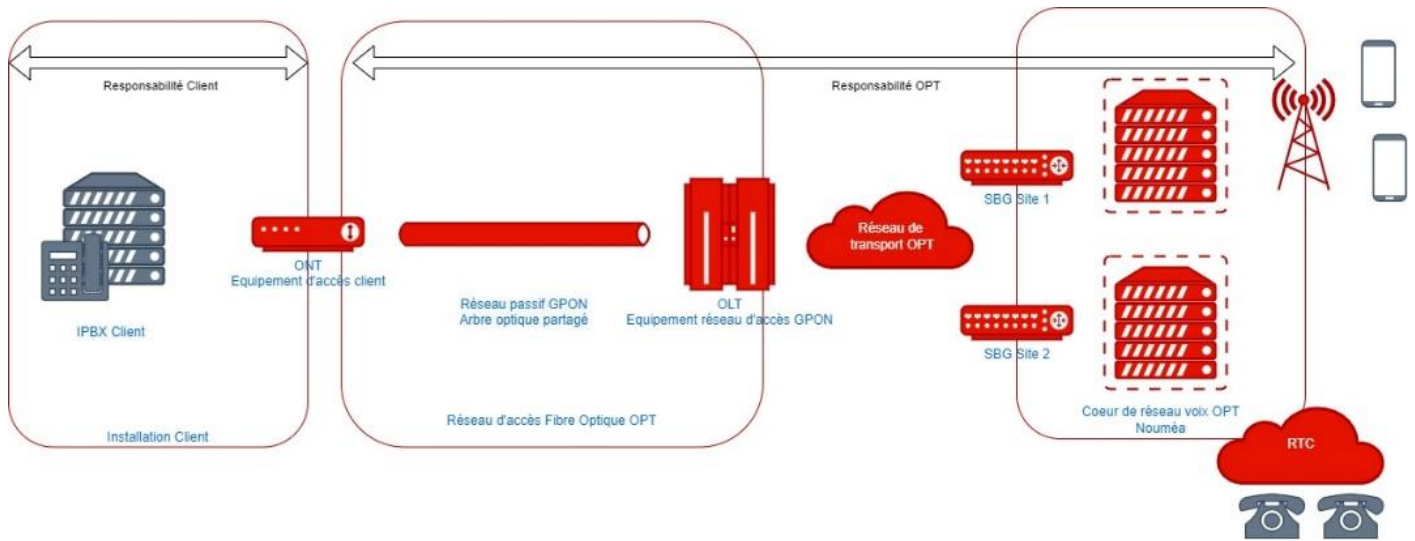 Responsabilité Client
Responsabilité OPT
SBG Site 1
Réseau de
transport OPT
ONT
Equipement d'accès client
Réseau passif GPON
Arbre optique partagé
OLT
Equipement réseau d'accès GPON
IPBX Client
SBG Site 2
Installation Client
Réseau d'accès Fibre Optique OPT
Coeur de réseau voix OPT
Nouméa
RTC